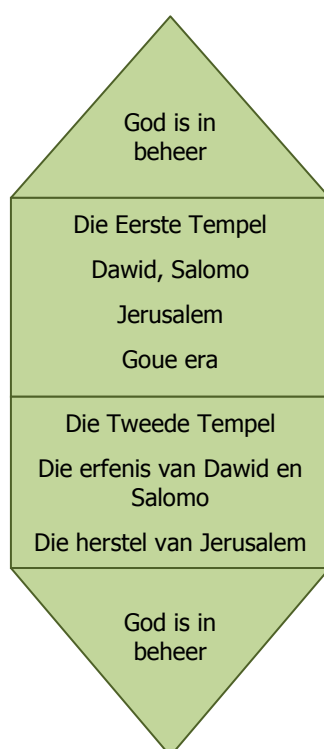 God is in
beheer
Die Eerste Tempel
Dawid, Salomo
Jerusalem
Goue era
Die Tweede Tempel
Die erfenis van Dawid en
Salomo
Die herstel van Jerusalem
God is in
beheer